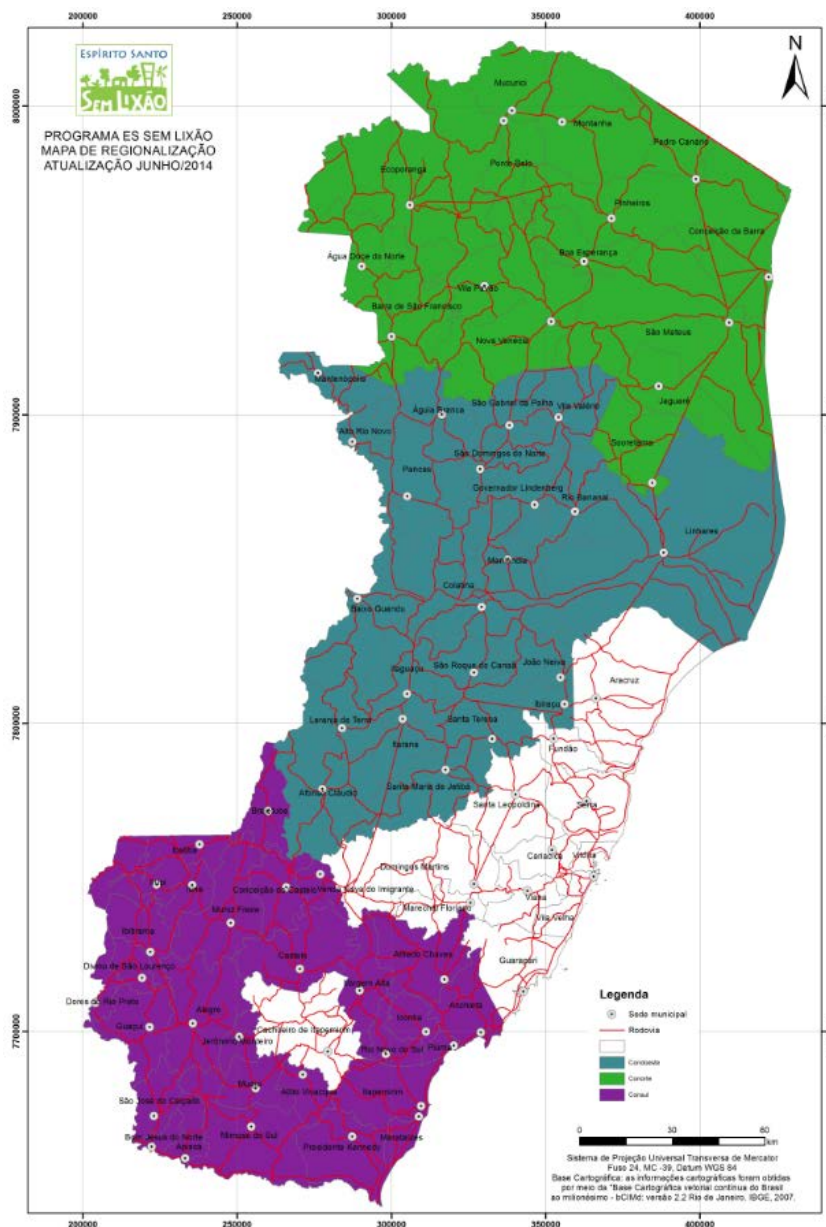 200000 250000 300000 350000 400000
ESPÍRITO SANTO
SEM LIXÃO
PROGRAMA ES SEM LIXÃO
MAPA DE REGIONALIZAÇÃO
ATUALIZAÇÃO JUNHO/2014
N
8000000
7900000
7800000
7700000
Mucurici
Montanha
Pedro Canário
Ponto Belo
Ecoporanga
Pinheiros
Conceição da Barra
Boa Esperança
Água Doce do Norte
Vila Pavão
Barra de São Francisco
São Mateus
Nova Venécia
Mantenópolis
Jaguaré
Águia Branca
São Gabriel da Palha
Vila Valério
Alto Rio Novo
Sooretama
São Domingos do Norte
Pancas
Governador Lindenberg
Rio Bananal
Linhares
Marilândia
Colatina
Baixo Guandu
Itaguaçu
São Roque do Canaã
João Neiva
Aracruz
Ibiraçu
Laranja da Terra
Santa Teresa
Itarana
Fundão
Afonso Cláudio
Santa Maria de Jetibá
Santa Leopoldina
Serra
Brejetuba
Cariacica
Vitória
Ibatiba
Domingos Martins
Irupi
Iúna
Conceição do Castelo
Venda Nova do Imigrante
Viana
Marechal Floriano
Vila Velha
Muniz Freire
Ibitirama
Castelo
Alfredo Chaves
Guarapari
Divino de São Lourenço
Vargem Alta
Anchieta
Dores do Rio Preto
Alegre
Iconha
Guaçuí
Cachoeiro de Itapemirim
Jerônimo Monteiro
Rio Novo do Sul
Piúma
Muqui
Atilio Vivacqua
Itapemirim
São José do Calçado
Bom Jesus do Norte
Apiacá
Mimoso do Sul
Presidente Kennedy
Marataízes
Legenda
Sede municipal
Rodovia
Condoeste
Conorte
Consul
0 30 60
km
Sistema de Projeção Universal Transversa de Mercator
Fuso 24, MC -39, Datum WGS 84
Base Cartográfica: as informações cartográficas foram obtidas
por meio da "Base Cartográfica vetorial contínua do Brasil
ao milionésimo - bCIMd: versão 2.2 Rio de Janeiro, IBGE, 2007.
200000 250000 300000 350000 400000